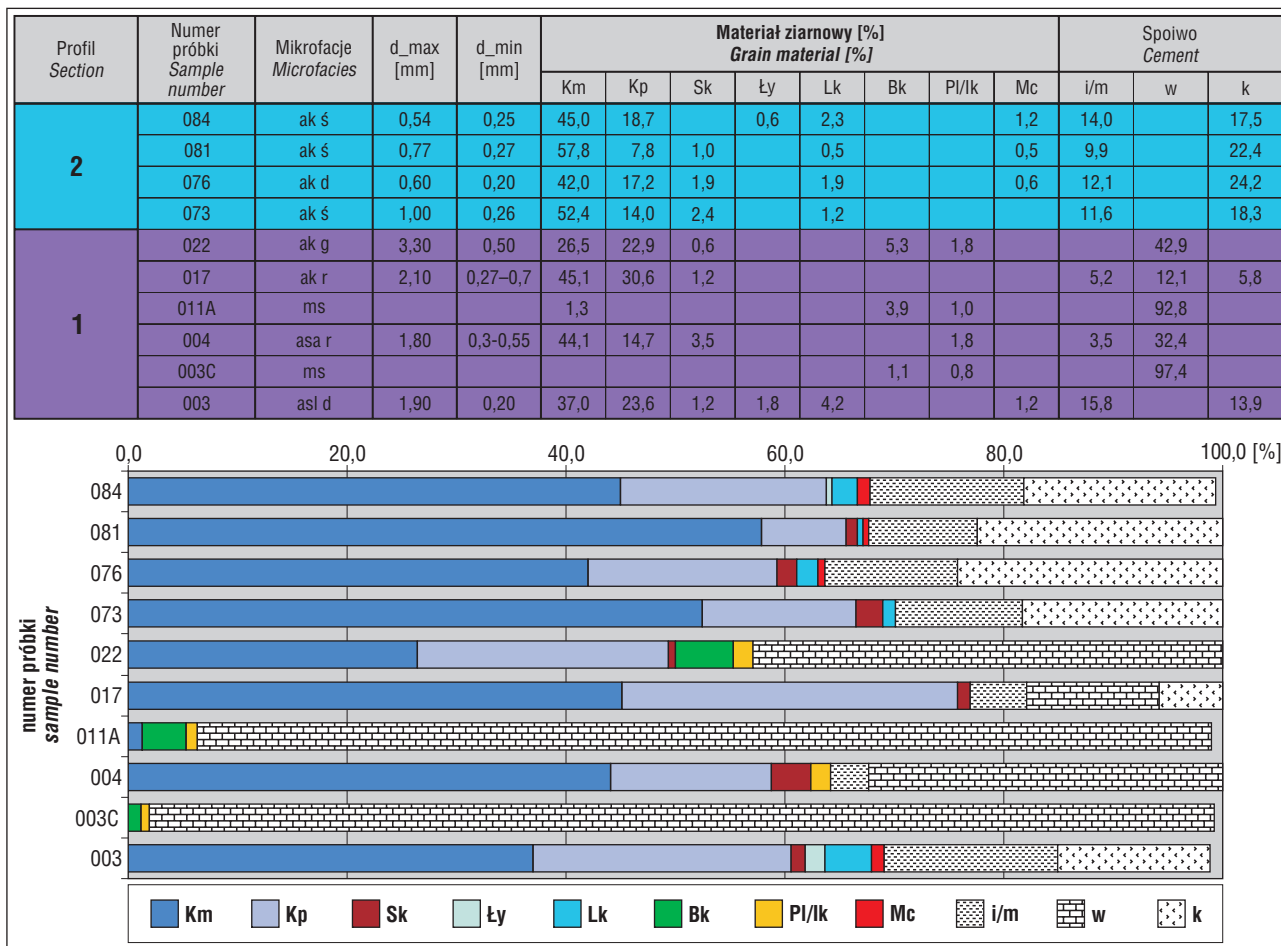 Profil
Section
Numer
próbki
Sample
number
Mikrofacje
Microfacies
d_max
[mm]
d_min
[mm]
Materiał ziarnowy [%]
Grain material [%]
Spoiwo
Cement
Km Kp Sk Ły Lk Bk Pl/Ik Mc i/m w k
2
084 ak ś 0,54 0,25 45,0 18,7 0,6 2,3 1,2 14,0 17,5
081 ak ś 0,77 0,27 57,8 7,8 1,0 0,5 0,5 9,9 22,4
076 ak d 0,60 0,20 42,0 17,2 1,9 1,9 0,6 12,1 24,2
073 ak ś 1,00 0,26 52,4 14,0 2,4 1,2 11,6 18,3
1
022 ak g 3,30 0,50 26,5 22,9 0,6 5,3 1,8 42,9
017 ak r 2,10 0,27–0,7 45,1 30,6 1,2 5,2 12,1 5,8
011A ms 1,3 3,9 1,0 92,8
004 asa r 1,80 0,3-0,55 44,1 14,7 3,5 1,8 3,5 32,4
003C ms 1,1 0,8 97,4
003 asl d 1,90 0,20 37,0 23,6 1,2 1,8 4,2 1,2 15,8 13,9
0,0 20,0 40,0 60,0 80,0 100,0 [%]
numer próbki
sample number
084
081
076
073
022
017
011A
004
003C
003
Km Kp Sk Ły Lk Bk Pl/Ik Mc i/m w k